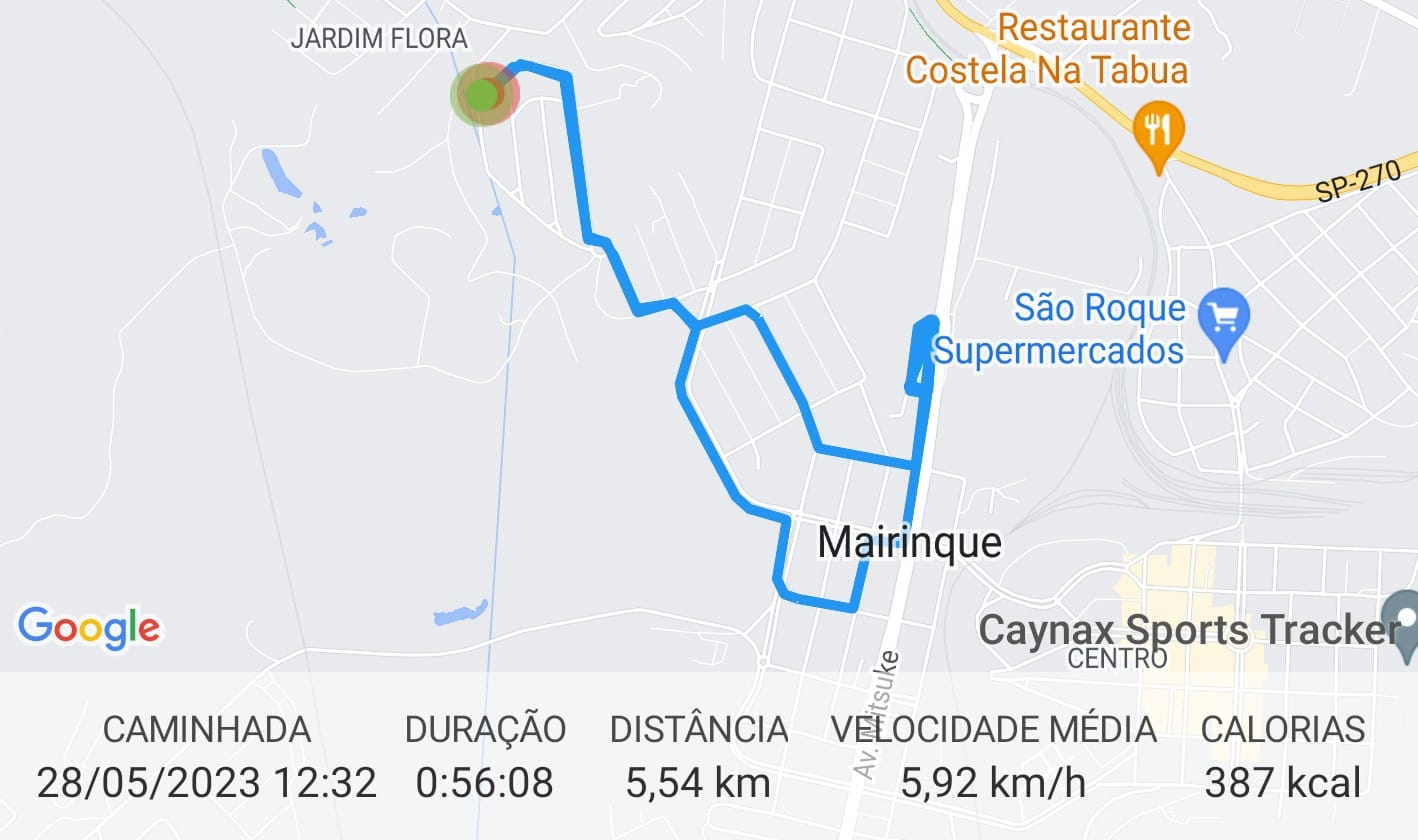 JARDIM FLORA
Restaurante
Costela Na Tabua
SP-270
São Roque
Supermercados
Mairinque
Google
Caynax Sports Tracker
CENTRO
Av. Mitsuke
CAMINHADA
28/05/2023 12:32
DURAÇÃO
0:56:08
DISTÂNCIA
5,54 km
VELOCIDADE MÉDIA
5,92 km/h
CALORIAS
387 kcal